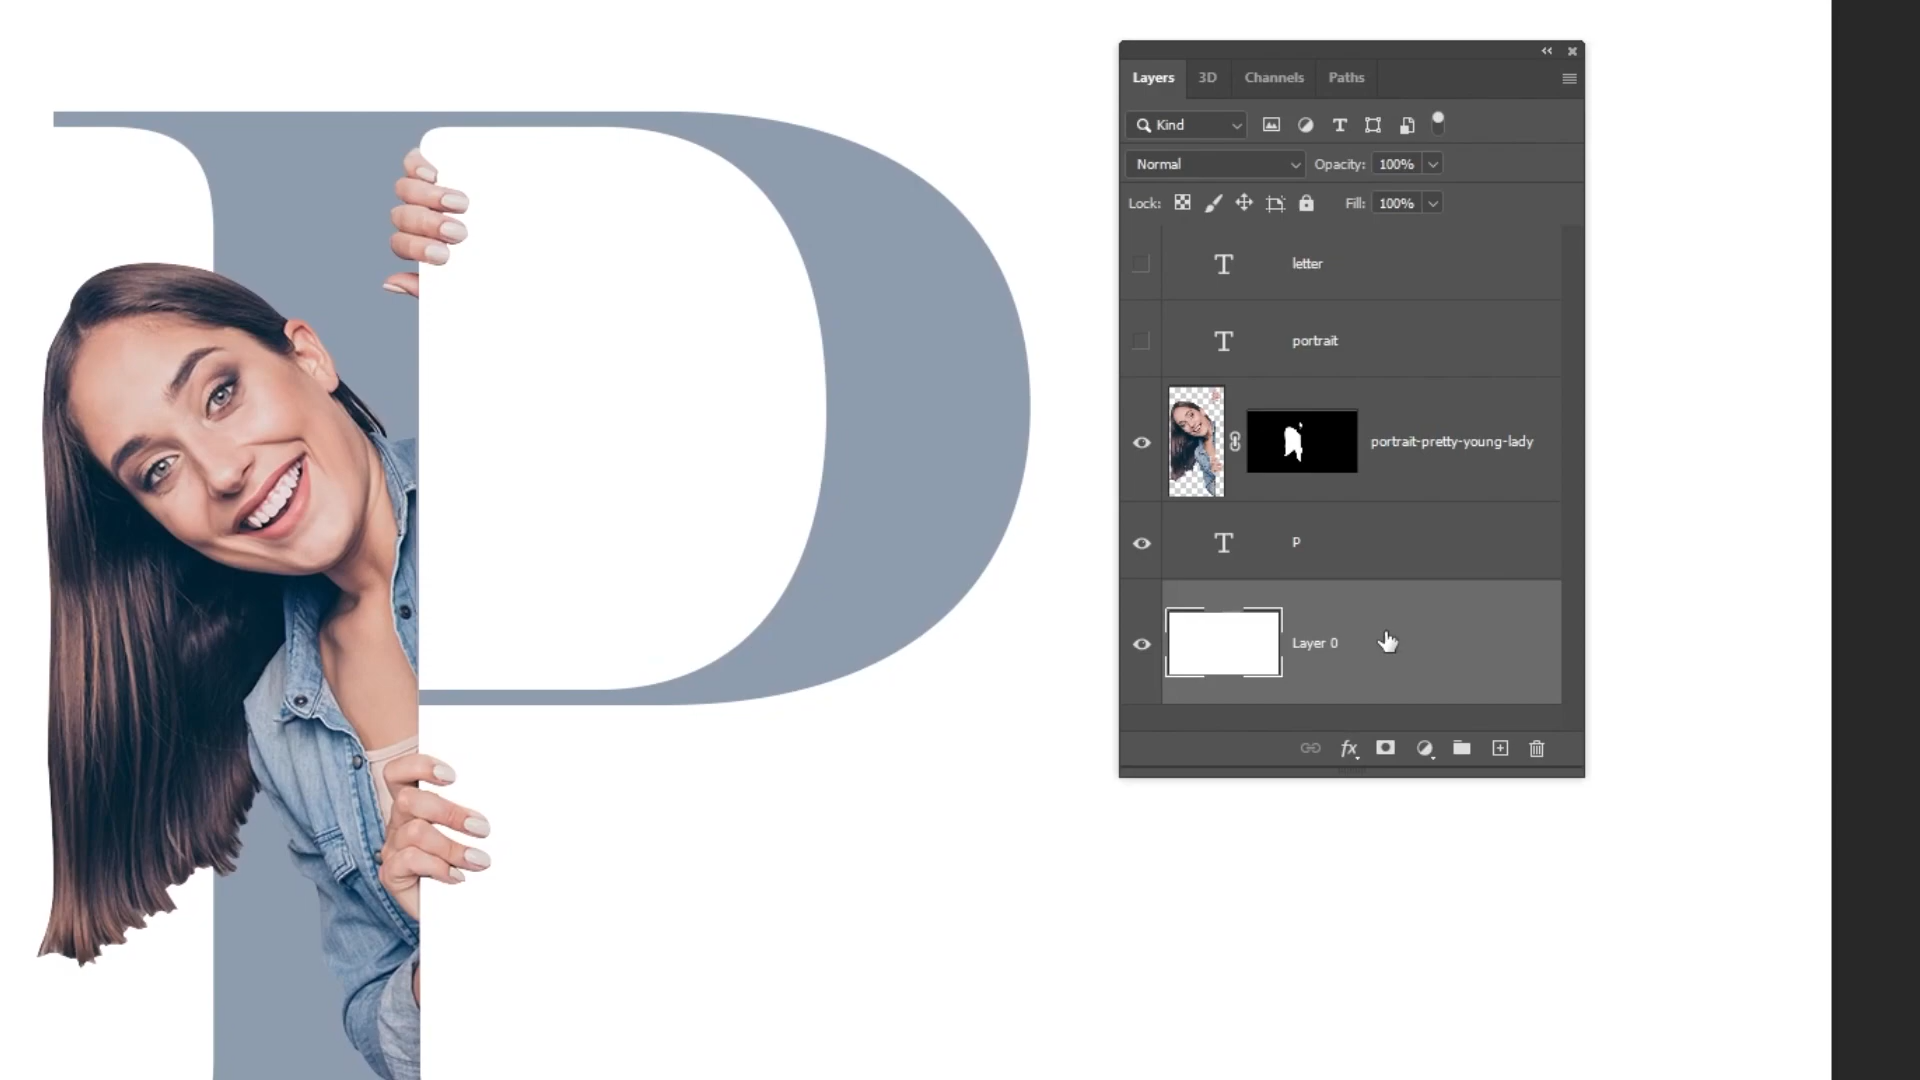 P
Layers 3D Channels Paths
Kind
Normal Opacity: 100%
Lock: Fill: 100%
letter
portrait
portrait-pretty-young-lady
P
Layer 0
fx